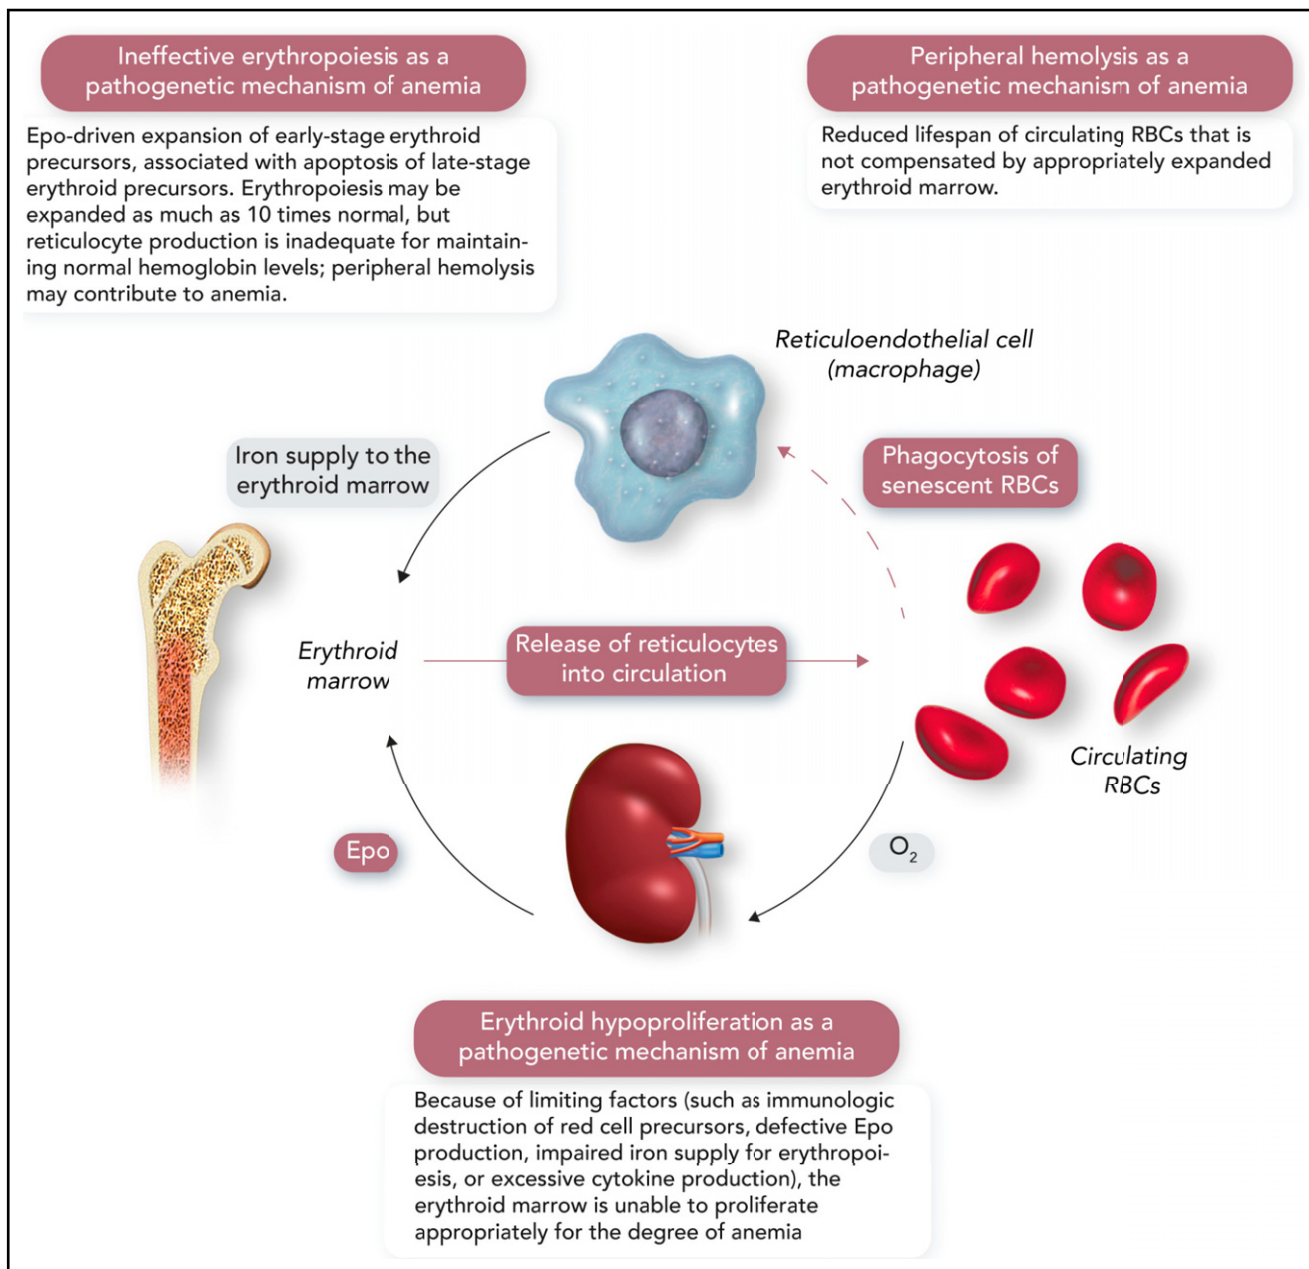 Ineffective erythropoiesis as a
pathogenetic mechanism of anemia
Epo-driven expansion of early-stage erythroid
precursors, associated with apoptosis of late-stage
erythroid precursors. Erythropoiesis may be
expanded as much as 10 times normal, but
reticulocyte production is inadequate for maintain-
ing normal hemoglobin levels; peripheral hemolysis
may contribute to anemia.
Peripheral hemolysis as a
pathogenetic mechanism of anemia
Reduced lifespan of circulating RBCs that is
not compensated by appropriately expanded
erythroid marrow.
Reticuloendothelial cell
(macrophage)
Iron supply to the
erythroid marrow
Phagocytosis of
senescent RBCs
Erythroid
marrow
Release of reticulocytes
into circulation
Circulating
RBCs
Epo
O₂
Erythroid hypoproliferation as a
pathogenetic mechanism of anemia
Because of limiting factors (such as immunologic
destruction of red cell precursors, defective Epo
production, impaired iron supply for erythropoi-
esis, or excessive cytokine production), the
erythroid marrow is unable to proliferate
appropriately for the degree of anemia